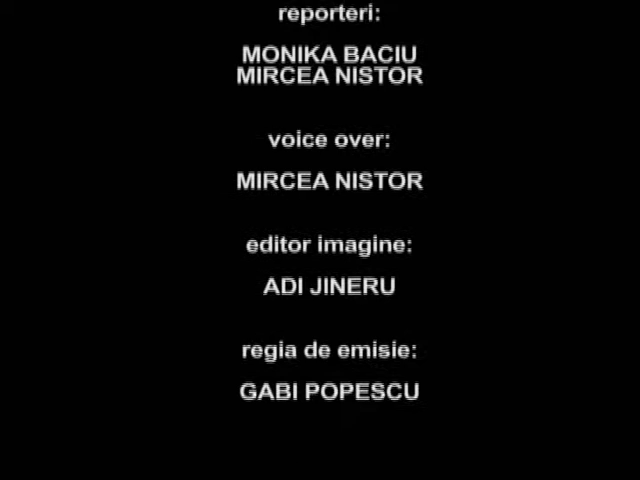 reporteri:
MONIKA BACIU
MIRCEA NISTOR
voice over:
MIRCEA NISTOR
editor imagine:
ADI JINERU
regia de emisie:
GABI POPESCU